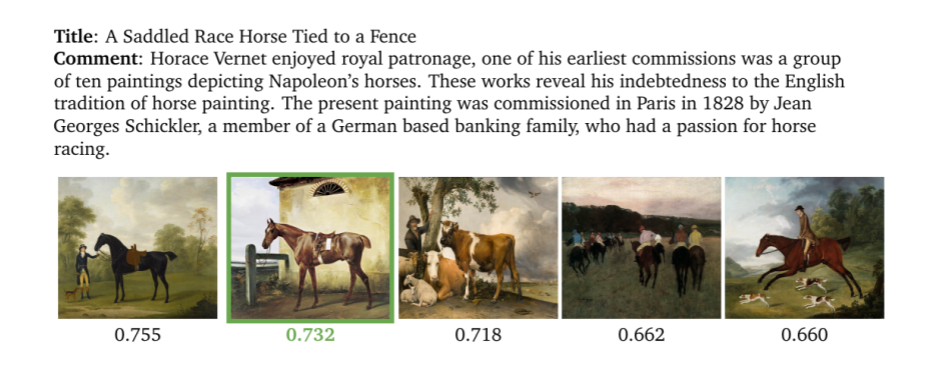 Title: A Saddled Race Horse Tied to a Fence
Comment: Horace Vernet enjoyed royal patronage, one of his earliest commissions was a group
of ten paintings depicting Napoleon’s horses. These works reveal his indebtedness to the English
tradition of horse painting. The present painting was commissioned in Paris in 1828 by Jean
Georges Schickler, a member of a German based banking family, who had a passion for horse
racing.
0.755 0.732 0.718 0.662 0.660